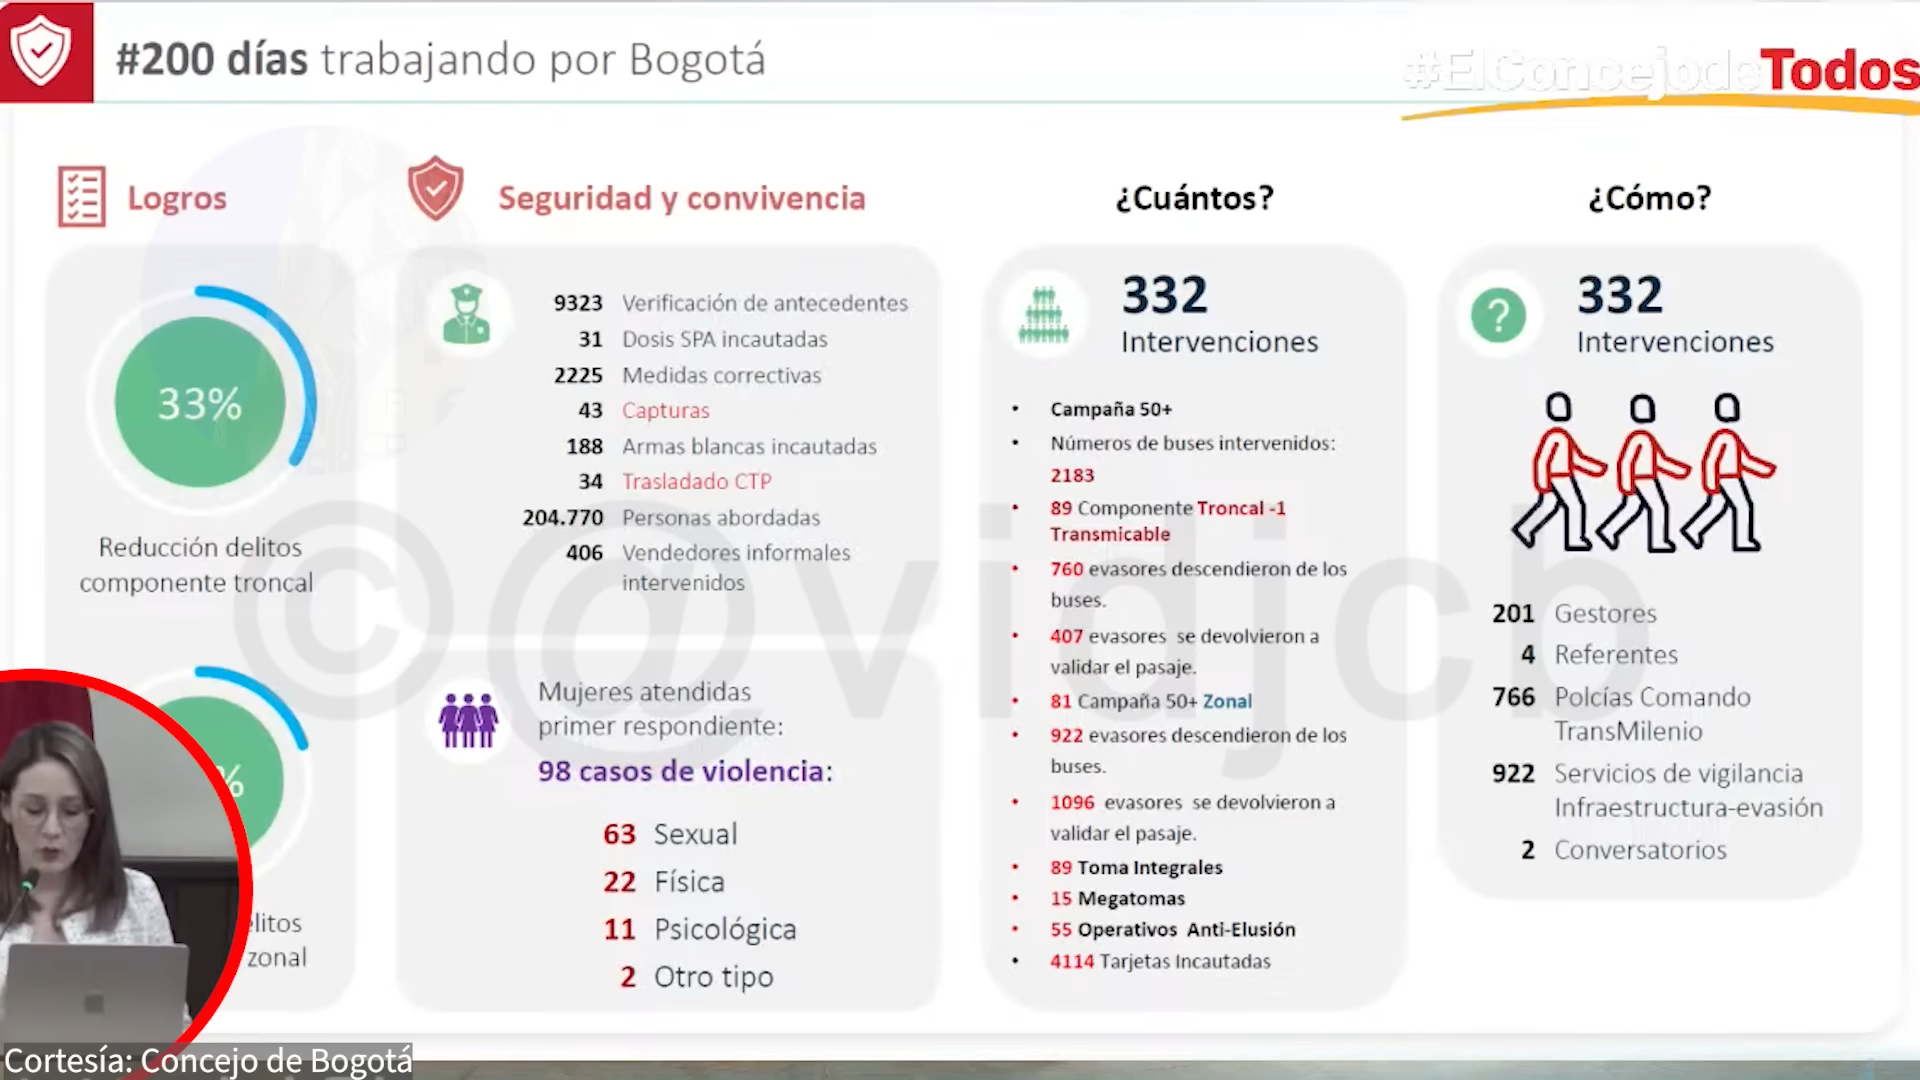 #200 días trabajando por Bogotá
#ElConcejodeTodos
Logros
33%
Reducción delitos
componente troncal
%
elitos
zonal
Seguridad y convivencia
9323 Verificación de antecedentes
31 Dosis SPA incautadas
2225 Medidas correctivas
43 Capturas
188 Armas blancas incautadas
34 Trasladado CTP
204.770 Personas abordadas
406 Vendedores informales
intervenidos
Mujeres atendidas
primer respondiente:
98 casos de violencia:
63 Sexual
22 Física
11 Psicológica
2 Otro tipo
¿Cuántos?
332
Intervenciones
• Campaña 50+
• Números de buses intervenidos:
2183
• 89 Componente Troncal -1
Transmicable
• 760 evasores descendieron de los
buses.
• 407 evasores se devolvieron a
validar el pasaje.
• 81 Campaña 50+ Zonal
• 922 evasores descendieron de los
buses.
• 1096 evasores se devolvieron a
validar el pasaje.
• 89 Toma Integrales
• 15 Megatomas
• 55 Operativos Anti-Elusión
• 4114 Tarjetas Incautadas
¿Cómo?
?
332
Intervenciones
201 Gestores
4 Referentes
766 Polcías Comando
TransMilenio
922 Servicios de vigilancia
Infraestructura-evasión
2 Conversatorios
©@vidjcb
Cortesía: Concejo de Bogotá